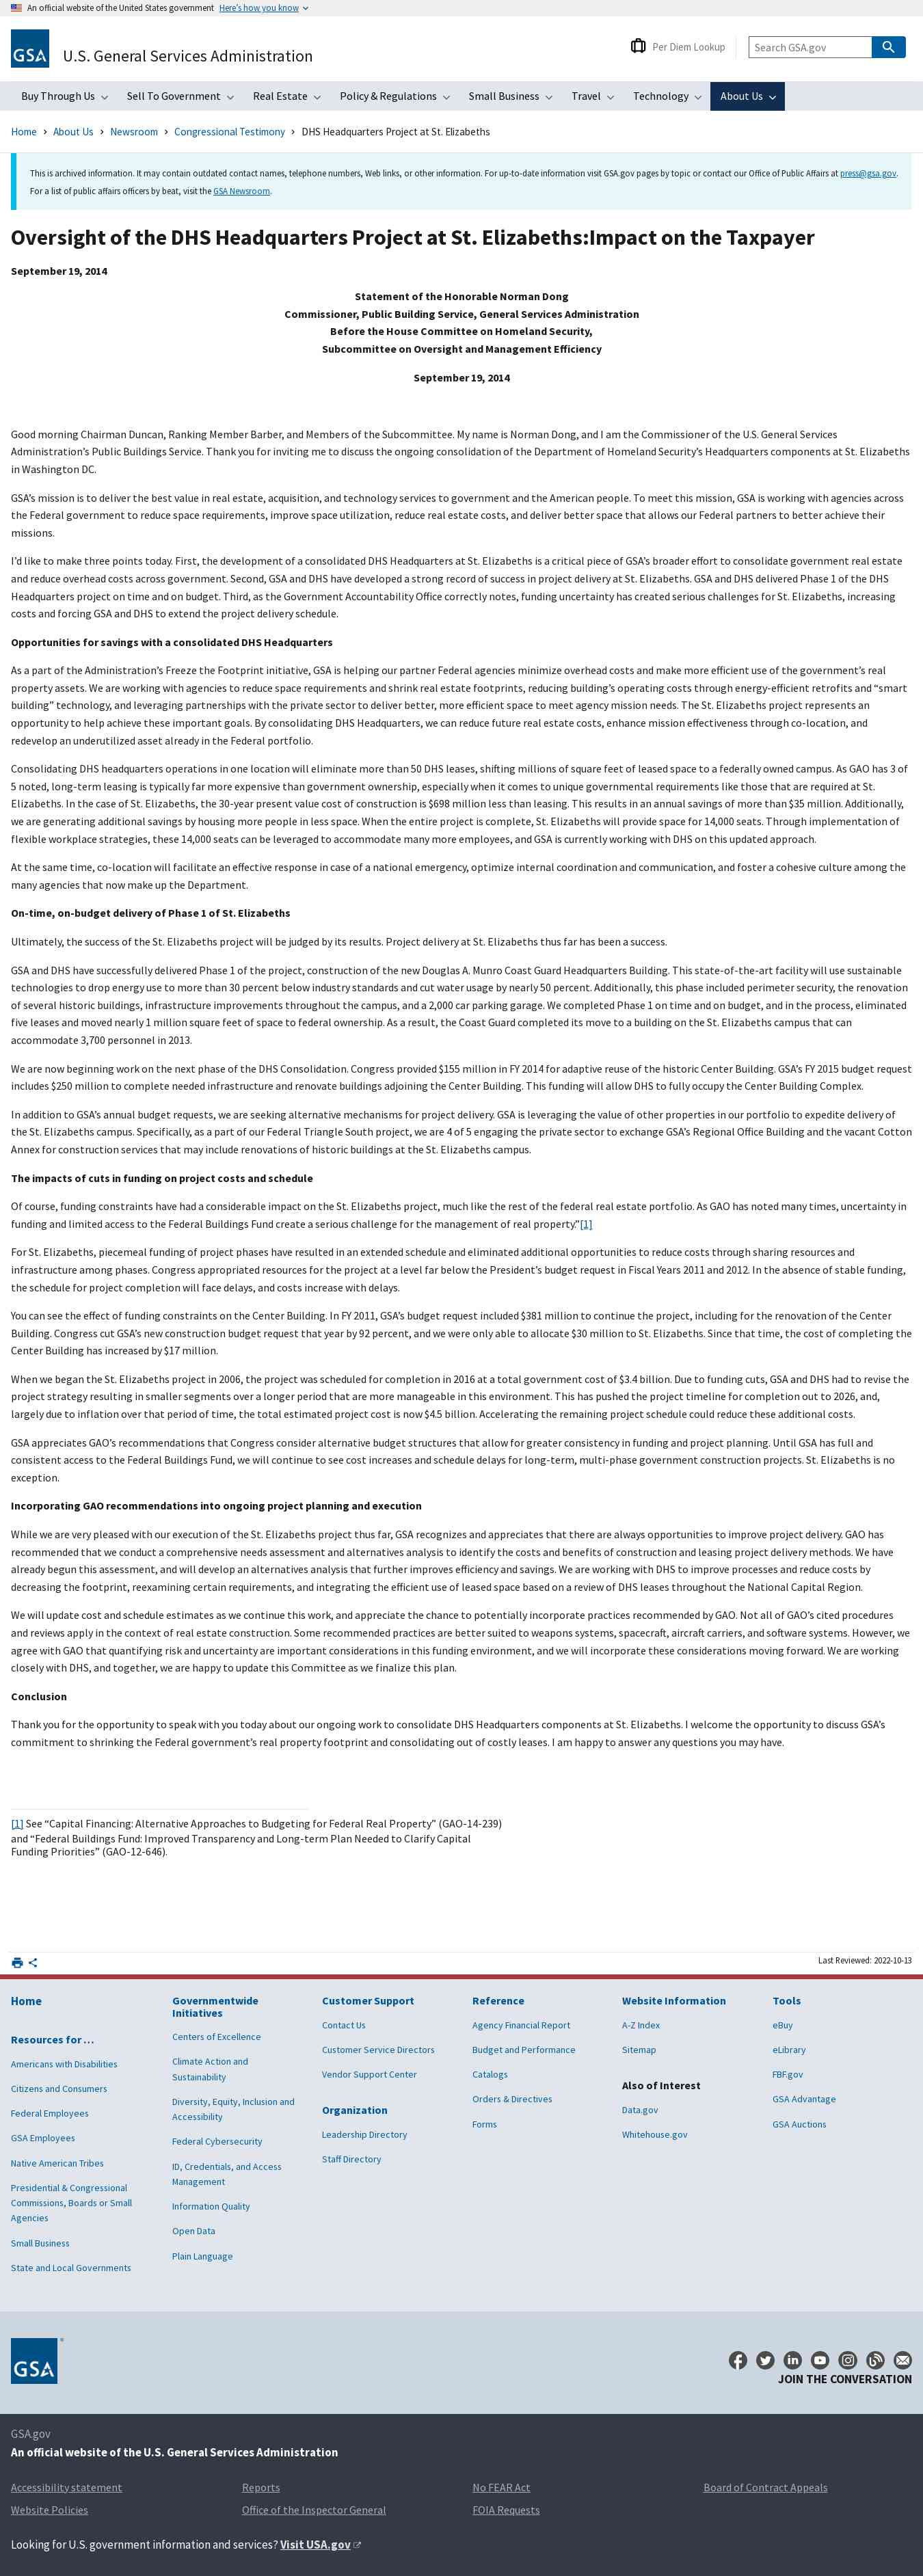 An official website of the United States government Here's how you know
GSA
U.S. General Services Administration
Per Diem Lookup
Search GSA.gov
Buy Through Us Sell To Government Real Estate Policy & Regulations Small Business Travel Technology About Us
Home > About Us > Newsroom > Congressional Testimony > DHS Headquarters Project at St. Elizabeths
This is archived information. It may contain outdated contact names, telephone numbers, Web links, or other information. For up-to-date information visit GSA.gov pages by topic or contact our Office of Public Affairs at press@gsa.gov.
For a list of public affairs officers by beat, visit the GSA Newsroom.
Oversight of the DHS Headquarters Project at St. Elizabeths:Impact on the Taxpayer
September 19, 2014
Statement of the Honorable Norman Dong
Commissioner, Public Building Service, General Services Administration
Before the House Committee on Homeland Security,
Subcommittee on Oversight and Management Efficiency
September 19, 2014
Good morning Chairman Duncan, Ranking Member Barber, and Members of the Subcommittee. My name is Norman Dong, and I am the Commissioner of the U.S. General Services
Administration's Public Buildings Service. Thank you for inviting me to discuss the ongoing consolidation of the Department of Homeland Security's Headquarters components at St. Elizabeths
in Washington DC.
GSA's mission is to deliver the best value in real estate, acquisition, and technology services to government and the American people. To meet this mission, GSA is working with agencies across
the Federal government to reduce space requirements, improve space utilization, reduce real estate costs, and deliver better space that allows our Federal partners to better achieve their
missions.
I'd like to make three points today. First, the development of a consolidated DHS Headquarters at St. Elizabeths is a critical piece of GSA's broader effort to consolidate government real estate
and reduce costs across government. Second, GSA and DHS have developed a strong record of success in project delivery at St. Elizabeths. GSA and DHS delivered Phase 1 of the DHS
Headquarters project on time and on budget. Third, as the Government Accountability Office correctly notes, funding uncertainty has created serious challenges for St. Elizabeths, increasing
costs and forcing GSA and DHS to extend the project delivery schedule.
Opportunities for savings with a consolidated DHS Headquarters
As a part of the Administration's Freeze the Footprint initiative, GSA is helping our partner Federal agencies minimize overhead costs and make more efficient use of the government's real
property assets. We are working with agencies to reduce space requirements and shrink real estate footprints, reducing building's operating costs through energy-efficient retrofits and "smart
building" technology, and leveraging partnerships with the private sector to deliver better, more efficient space to meet agency mission needs. The St. Elizabeths project represents an
opportunity to help achieve these important goals. By consolidating DHS Headquarters, we can reduce future real estate costs, enhance mission effectiveness through co-location, and
redevelop an underutilized asset already in the Federal portfolio.
Consolidating DHS headquarters operations in one location will eliminate more than 50 DHS leases, shifting millions of square feet of leased space to a federally owned campus. As GAO has 3 of
5 noted, long-term leasing is typically far more expensive than government ownership, especially when it comes to unique governmental requirements like those that are required at St.
Elizabeths. In the case of St. Elizabeths, the 30-year present value cost of construction is $698 million less than leasing. This results in an annual savings of more than $35 million. Additionally,
we are generating additional savings by housing more people in less space. When the entire project is complete, St. Elizabeths will provide space for 14,000 seats. Through implementation of
flexible workplace strategies, these 14,000 seats can be leveraged to accommodate many more employees, and GSA is currently working with DHS on this updated approach.
At the same time, co-location will facilitate an effective response in case of a national emergency, optimize internal coordination and communication, and foster a cohesive culture among the
many agencies that now make up the Department.
On-time, on-budget delivery of Phase 1 of St. Elizabeths
Ultimately, the success of the St. Elizabeths project will be judged by its results. Project delivery at St. Elizabeths thus far has been a success.
GSA and DHS have successfully delivered Phase 1 of the project, construction of the new Douglas A. Munro Coast Guard Headquarters Building. This state-of-the-art facility will use sustainable
technologies to drop energy use to more than 30 percent below industry standards and cut water usage by nearly 50 percent. Additionally, this phase included perimeter security, the renovation
of several historic buildings, infrastructure improvements throughout the campus, and a 2,000 car parking garage. We completed Phase 1 on time and on budget, and in the process, eliminated
five leases and moved nearly 1 million square feet of space to federal ownership. As a result, the Coast Guard completed its move to a building on the St. Elizabeths campus that can
accommodate 3,700 personnel in 2013.
We are now beginning work on the next phase of the DHS Consolidation. Congress provided $155 million in FY 2014 for adaptive reuse of the historic Center Building. GSA's FY 2015 budget request
includes $250 million to complete needed infrastructure and renovate buildings adjoining the Center Building. This funding will allow DHS to fully occupy the Center Building Complex.
In addition to GSA's annual budget requests, we are seeking alternative mechanisms for project delivery. GSA is leveraging the value of other properties in our portfolio to expedite delivery of
the St. Elizabeths campus. Specifically, as a part of our Federal Triangle South project, we are 4 of 5 engaging the private sector to exchange GSA's Regional Office Building and the vacant Cotton
Annex for construction services. This exchange may include renovations of historic buildings at the St. Elizabeths campus.
The impacts of cuts in funding on project costs and schedule
Of course, funding constraints have had a considerable impact on the St. Elizabeths project, much like the rest of the federal real estate portfolio. As GAO has noted many times, uncertainty in
funding and limited access to the Federal Buildings Fund create a serious challenge for the management of real property."[1]
For St. Elizabeths, piecemeal funding of project phases have resulted in an extended schedule and eliminated additional opportunities to reduce costs through sharing resources and
infrastructure among phases. Congress appropriated resources for the project at a level far below the President's budget request in Fiscal Years 2011 and 2012. In the absence of stable funding,
the schedule for project completion will face delays, and costs increase with delays.
You can see the effect of funding constraints on the Center Building. In FY 2011, GSA's budget request included $381 million to continue the project, including for the renovation of the Center
Building. Congress cut GSA's new construction budget request that year by 92 percent, and we were only able to allocate $30 million to St. Elizabeths. Since that time, the cost of completing the
Center Building has increased by $17 million.
When we began the St. Elizabeths project in 2006, the project was scheduled for completion in 2016 at a total government cost of $3.4 billion. Due to funding cuts, GSA and DHS had to revise the
project strategy resulting in smaller segments over a longer period that are more manageable in this environment. This has pushed the project timeline for completion out to 2026, and,
largely due to inflation over that period of time, the total estimated project cost is now $4.5 billion. Accelerating the remaining project schedule could reduce these additional costs.
GSA appreciates GAO's recommendations that Congress consider alternative budget structures that allow for greater consistency in funding and project planning. Until GSA has full and
consistent access to the Federal Buildings Fund, we will continue to see cost increases and schedule delays for long-term, multi-phase government construction projects. St. Elizabeths is no
exception.
Incorporating GAO recommendations into ongoing project planning and execution
While we are very pleased with our execution of the St. Elizabeths project thus far, GSA recognizes and appreciates that there are always opportunities to improve project delivery. GAO has
recommended that we conduct a comprehensive needs assessment and alternatives analysis to identify the costs and benefits of construction and leasing project delivery methods. We have
already begun this assessment, and will develop an alternatives analysis that further improves efficiency and savings. We are working with DHS to improve processes and reduce costs by
decreasing the footprint, reexamining certain requirements, and integrating the efficient use of leased space based on a review of DHS leases throughout the National Capital Region.
We will update cost and schedule estimates as we continue this work, and appreciate the chance to potentially incorporate practices recommended by GAO. Not all of GAO's cited procedures
and reviews apply in the context of real estate construction. Some recommended practices are better suited to weapons systems, spacecraft, aircraft carriers, and software systems. However, we
agree with GAO that quantifying risk and uncertainty are important considerations in this funding environment, and we will incorporate these considerations moving forward. We are working
closely with DHS, and together, we are happy to update this Committee as we finalize this plan.
Conclusion
Thank you for the opportunity to speak with you today about our ongoing work to consolidate DHS Headquarters components at St. Elizabeths. I welcome the opportunity to discuss GSA's
commitment to shrinking the Federal government's real property footprint and consolidating out of costly leases. I am happy to answer any questions you may have.
[1] See "Capital Financing: Alternative Approaches to Budgeting for Federal Real Property" (GAO-14-239)
and "Federal Buildings Fund: Improved Transparency and Long-term Plan Needed to Clarify Capital
Funding Priorities" (GAO-12-646).
Last Reviewed: 2022-10-13
Home
Resources for …
Americans with Disabilities
Citizens and Consumers
Federal Employees
GSA Employees
Native American Tribes
Presidential & Congressional
Commissions, Boards or Small
Agencies
Small Business
State and Local Governments
Governmentwide
Initiatives
Centers of Excellence
Climate Action and
Sustainability
Diversity, Equity, Inclusion and
Accessibility
Federal Cybersecurity
ID, Credentials, and Access
Management
Information Quality
Open Data
Plain Language
Customer Support
Contact Us
Customer Service Directors
Vendor Support Center
Organization
Leadership Directory
Staff Directory
Reference
Agency Financial Report
Budget and Performance
Catalogs
Orders & Directives
Forms
Website Information
A-Z Index
Sitemap
Also of Interest
Data.gov
Whitehouse.gov
Tools
eBuy
eLibrary
FBF.gov
GSA Advantage
GSA Auctions
GSA
JOIN THE CONVERSATION
GSA.gov
An official website of the U.S. General Services Administration
Accessibility statement Reports No FEAR Act Board of Contract Appeals
Website Policies Office of the Inspector General FOIA Requests
Looking for U.S. government information and services? Visit USA.gov